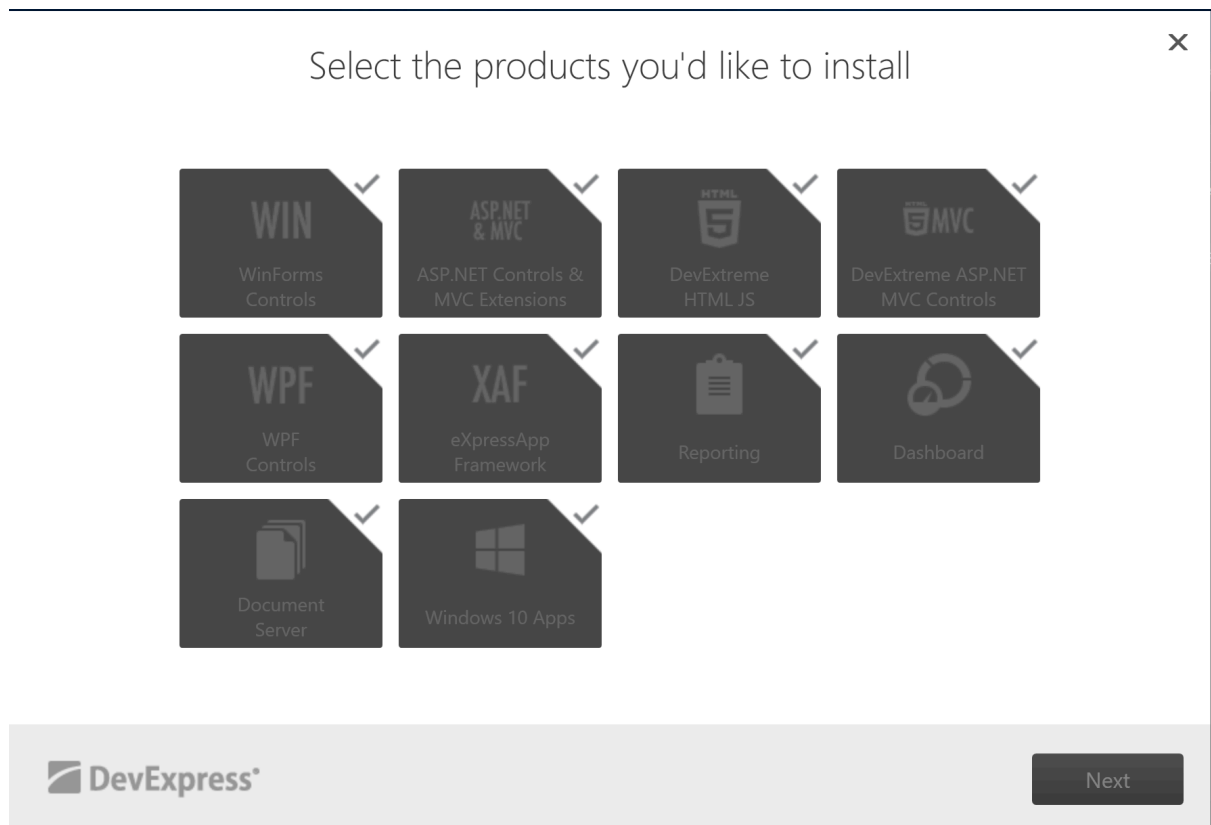 Select the products you'd like to install
WIN
WinForms
Controls
ASP.NET
& MVC
ASP.NET Controls &
MVC Extensions
HTML
5
DevExtreme
HTML JS
HTML
5 MVC
DevExtreme ASP.NET
MVC Controls
WPF
WPF
Controls
XAF
eXpressApp
Framework
Reporting
Dashboard
Document
Server
Windows 10 Apps
DevExpress
Next